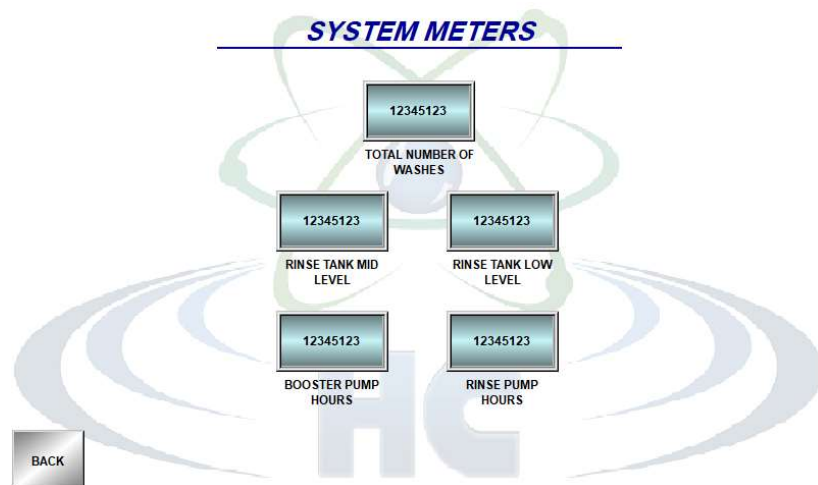 SYSTEM METERS
12345123
TOTAL NUMBER OF
WASHES
12345123
12345123
RINSE TANK MID
LEVEL
RINSE TANK LOW
LEVEL
12345123
12345123
BOOSTER PUMP
HOURS
RINSE PUMP
HOURS
HC
BACK